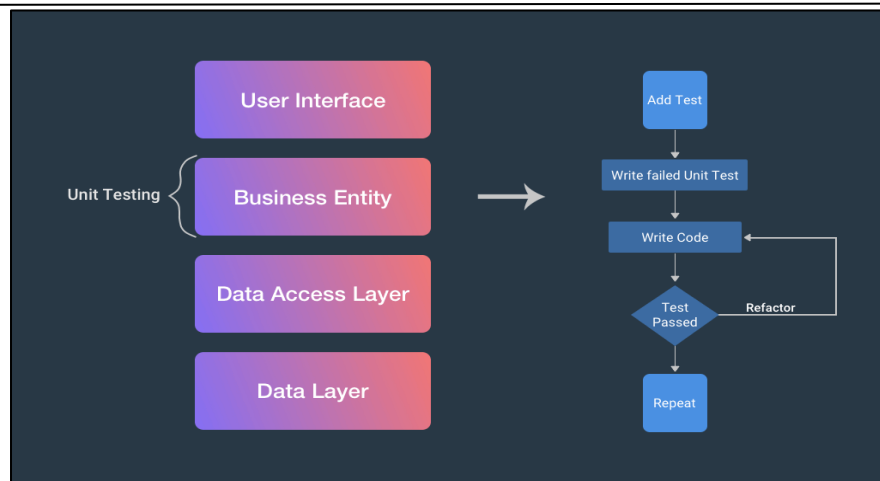 User Interface
Unit Testing
Business Entity
Data Access Layer
Data Layer
Add Test
Write failed Unit Test
Write Code
Test
Passed
Refactor
Repeat